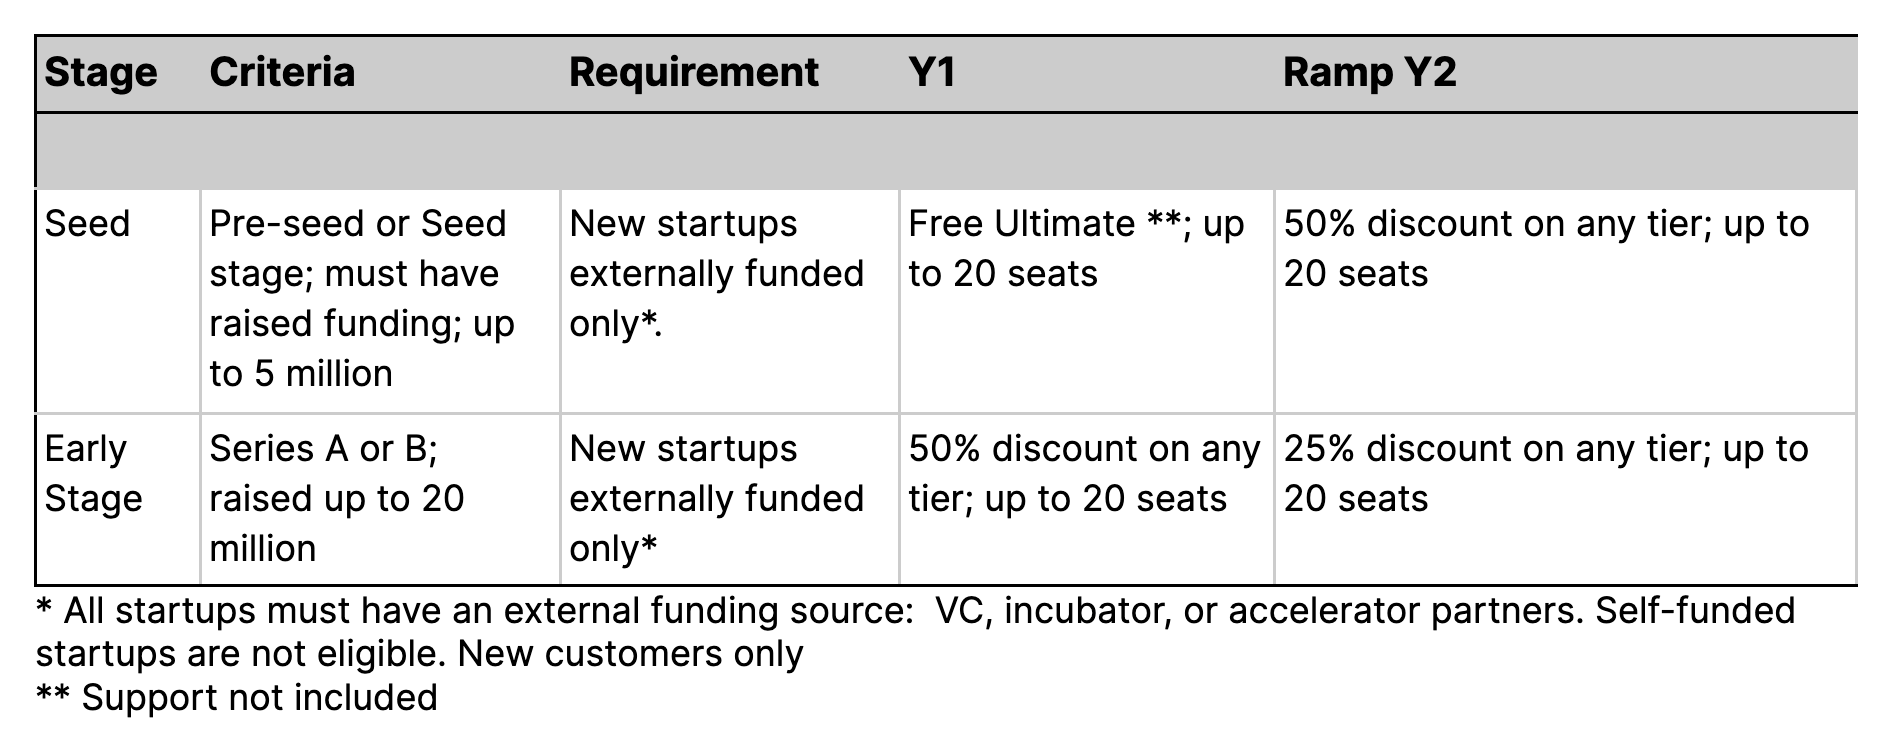 Stage Criteria Requirement Y1 Ramp Y2
Seed
Pre-seed or Seed
stage; must have
raised funding; up
to 5 million
New startups
externally funded
only*.
Free Ultimate **; up
to 20 seats
50% discount on any tier; up to
20 seats
Early
Stage
Series A or B;
raised up to 20
million
New startups
externally funded
only*
50% discount on any
tier; up to 20 seats
25% discount on any tier; up to
20 seats
* All startups must have an external funding source:  VC, incubator, or accelerator partners. Self-funded
startups are not eligible. New customers only
** Support not included